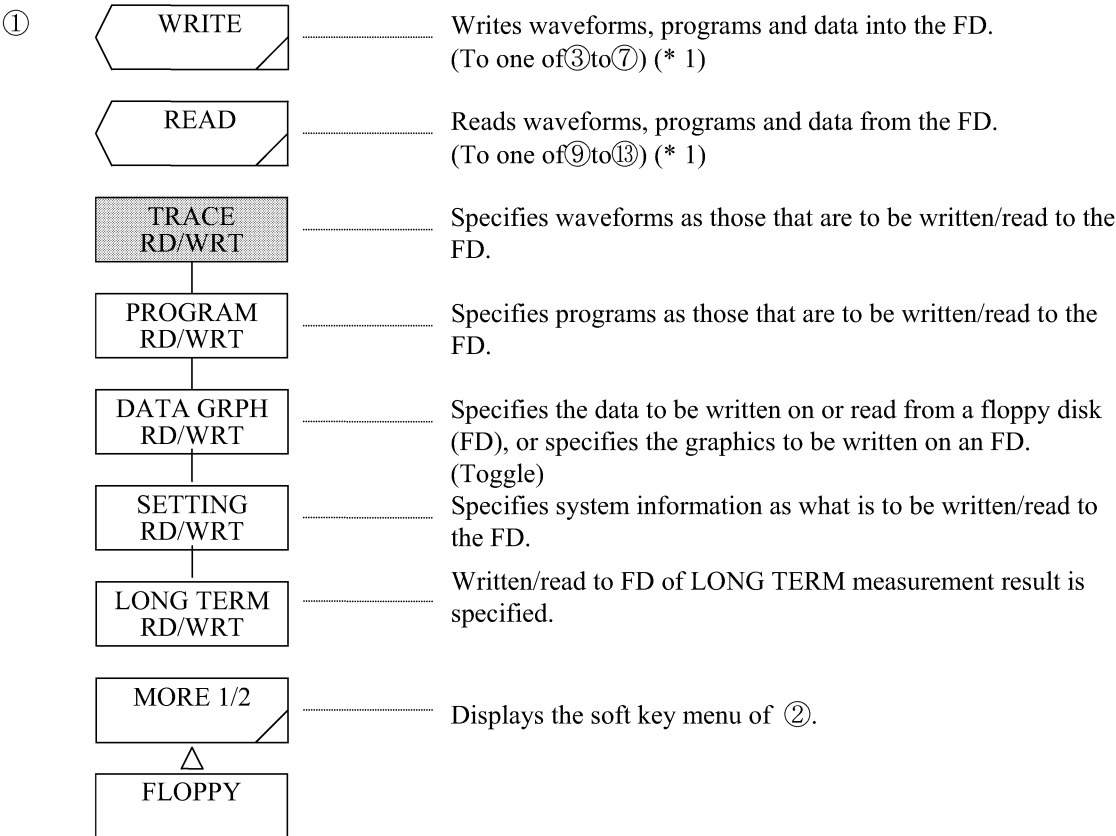 ①
WRITE
Writes waveforms, programs and data into the FD.
(To one of③to⑦) (* 1)
READ
Reads waveforms, programs and data from the FD.
(To one of⑨to⑬) (* 1)
TRACE
RD/WRT
Specifies waveforms as those that are to be written/read to the
FD.
PROGRAM
RD/WRT
Specifies programs as those that are to be written/read to the
FD.
DATA GRPH
RD/WRT
Specifies the data to be written on or read from a floppy disk
(FD), or specifies the graphics to be written on an FD.
(Toggle)
SETTING
RD/WRT
Specifies system information as what is to be written/read to
the FD.
LONG TERM
RD/WRT
Written/read to FD of LONG TERM measurement result is
specified.
MORE 1/2
Displays the soft key menu of ②.
FLOPPY